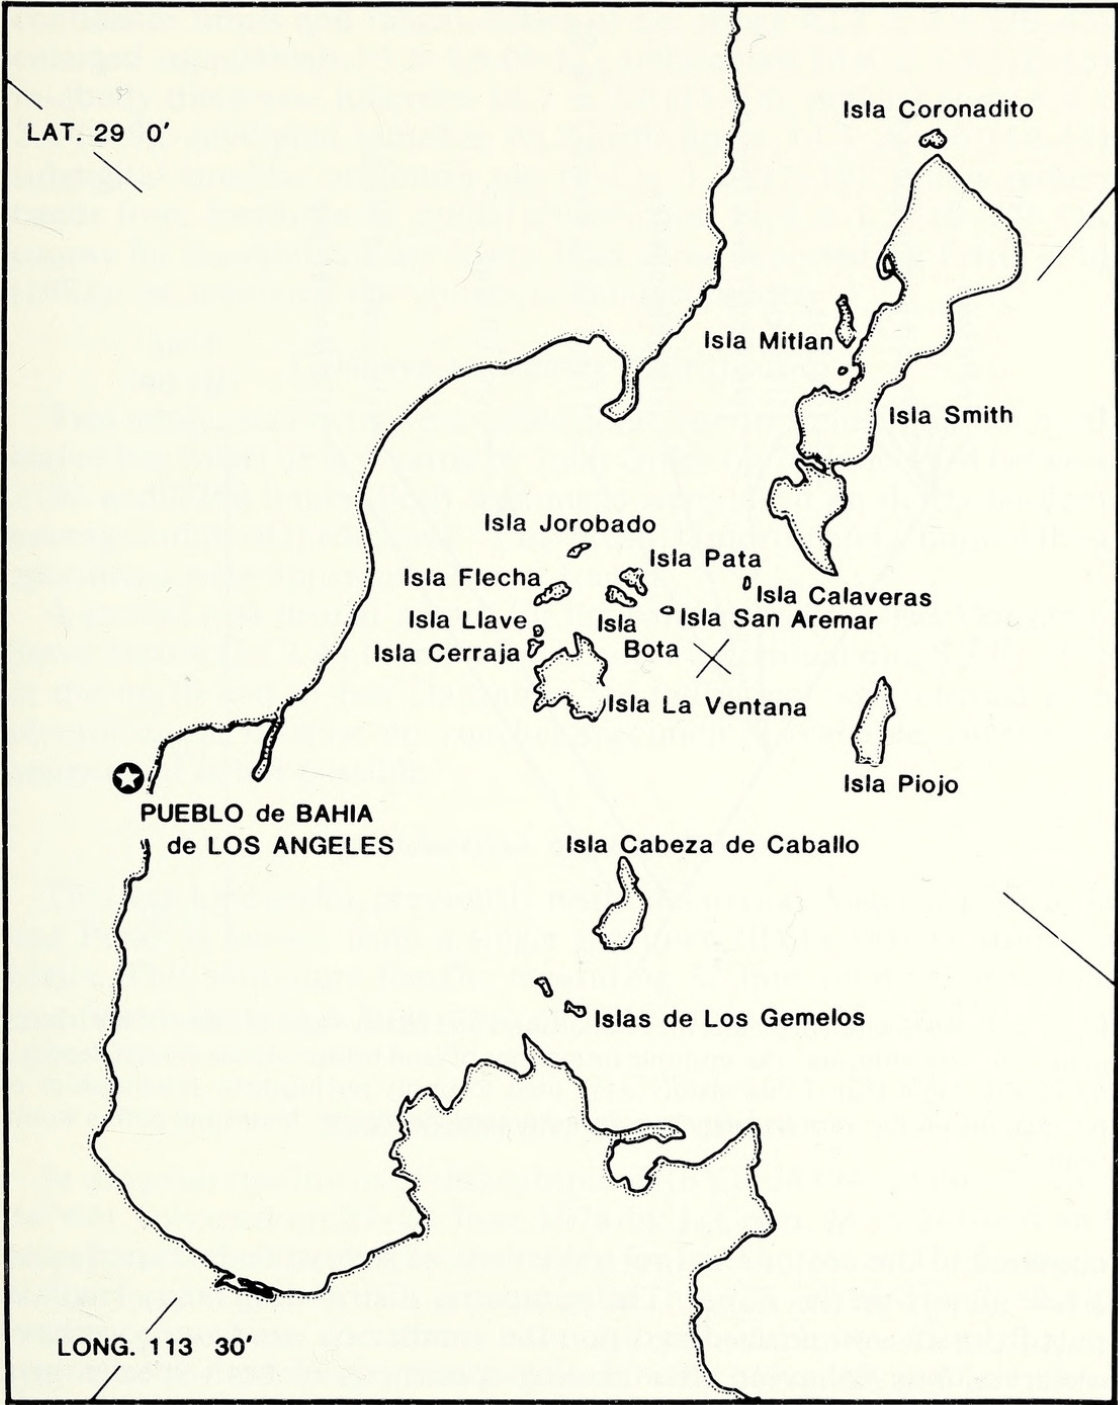 Isla Coronadito
LAT. 29 0'
Isla Mitlan
Isla Smith
Isla Jorobado
Isla Pata
Isla Flecha
Isla Calaveras
Isla Llave
Isla
Bota
Isla San Aremar
Isla Cerraja
Isla La Ventana
Isla Piojo
PUEBLO de BAHIA
de LOS ANGELES
Isla Cabeza de Caballo
Islas de Los Gemelos
LONG. 113 30'